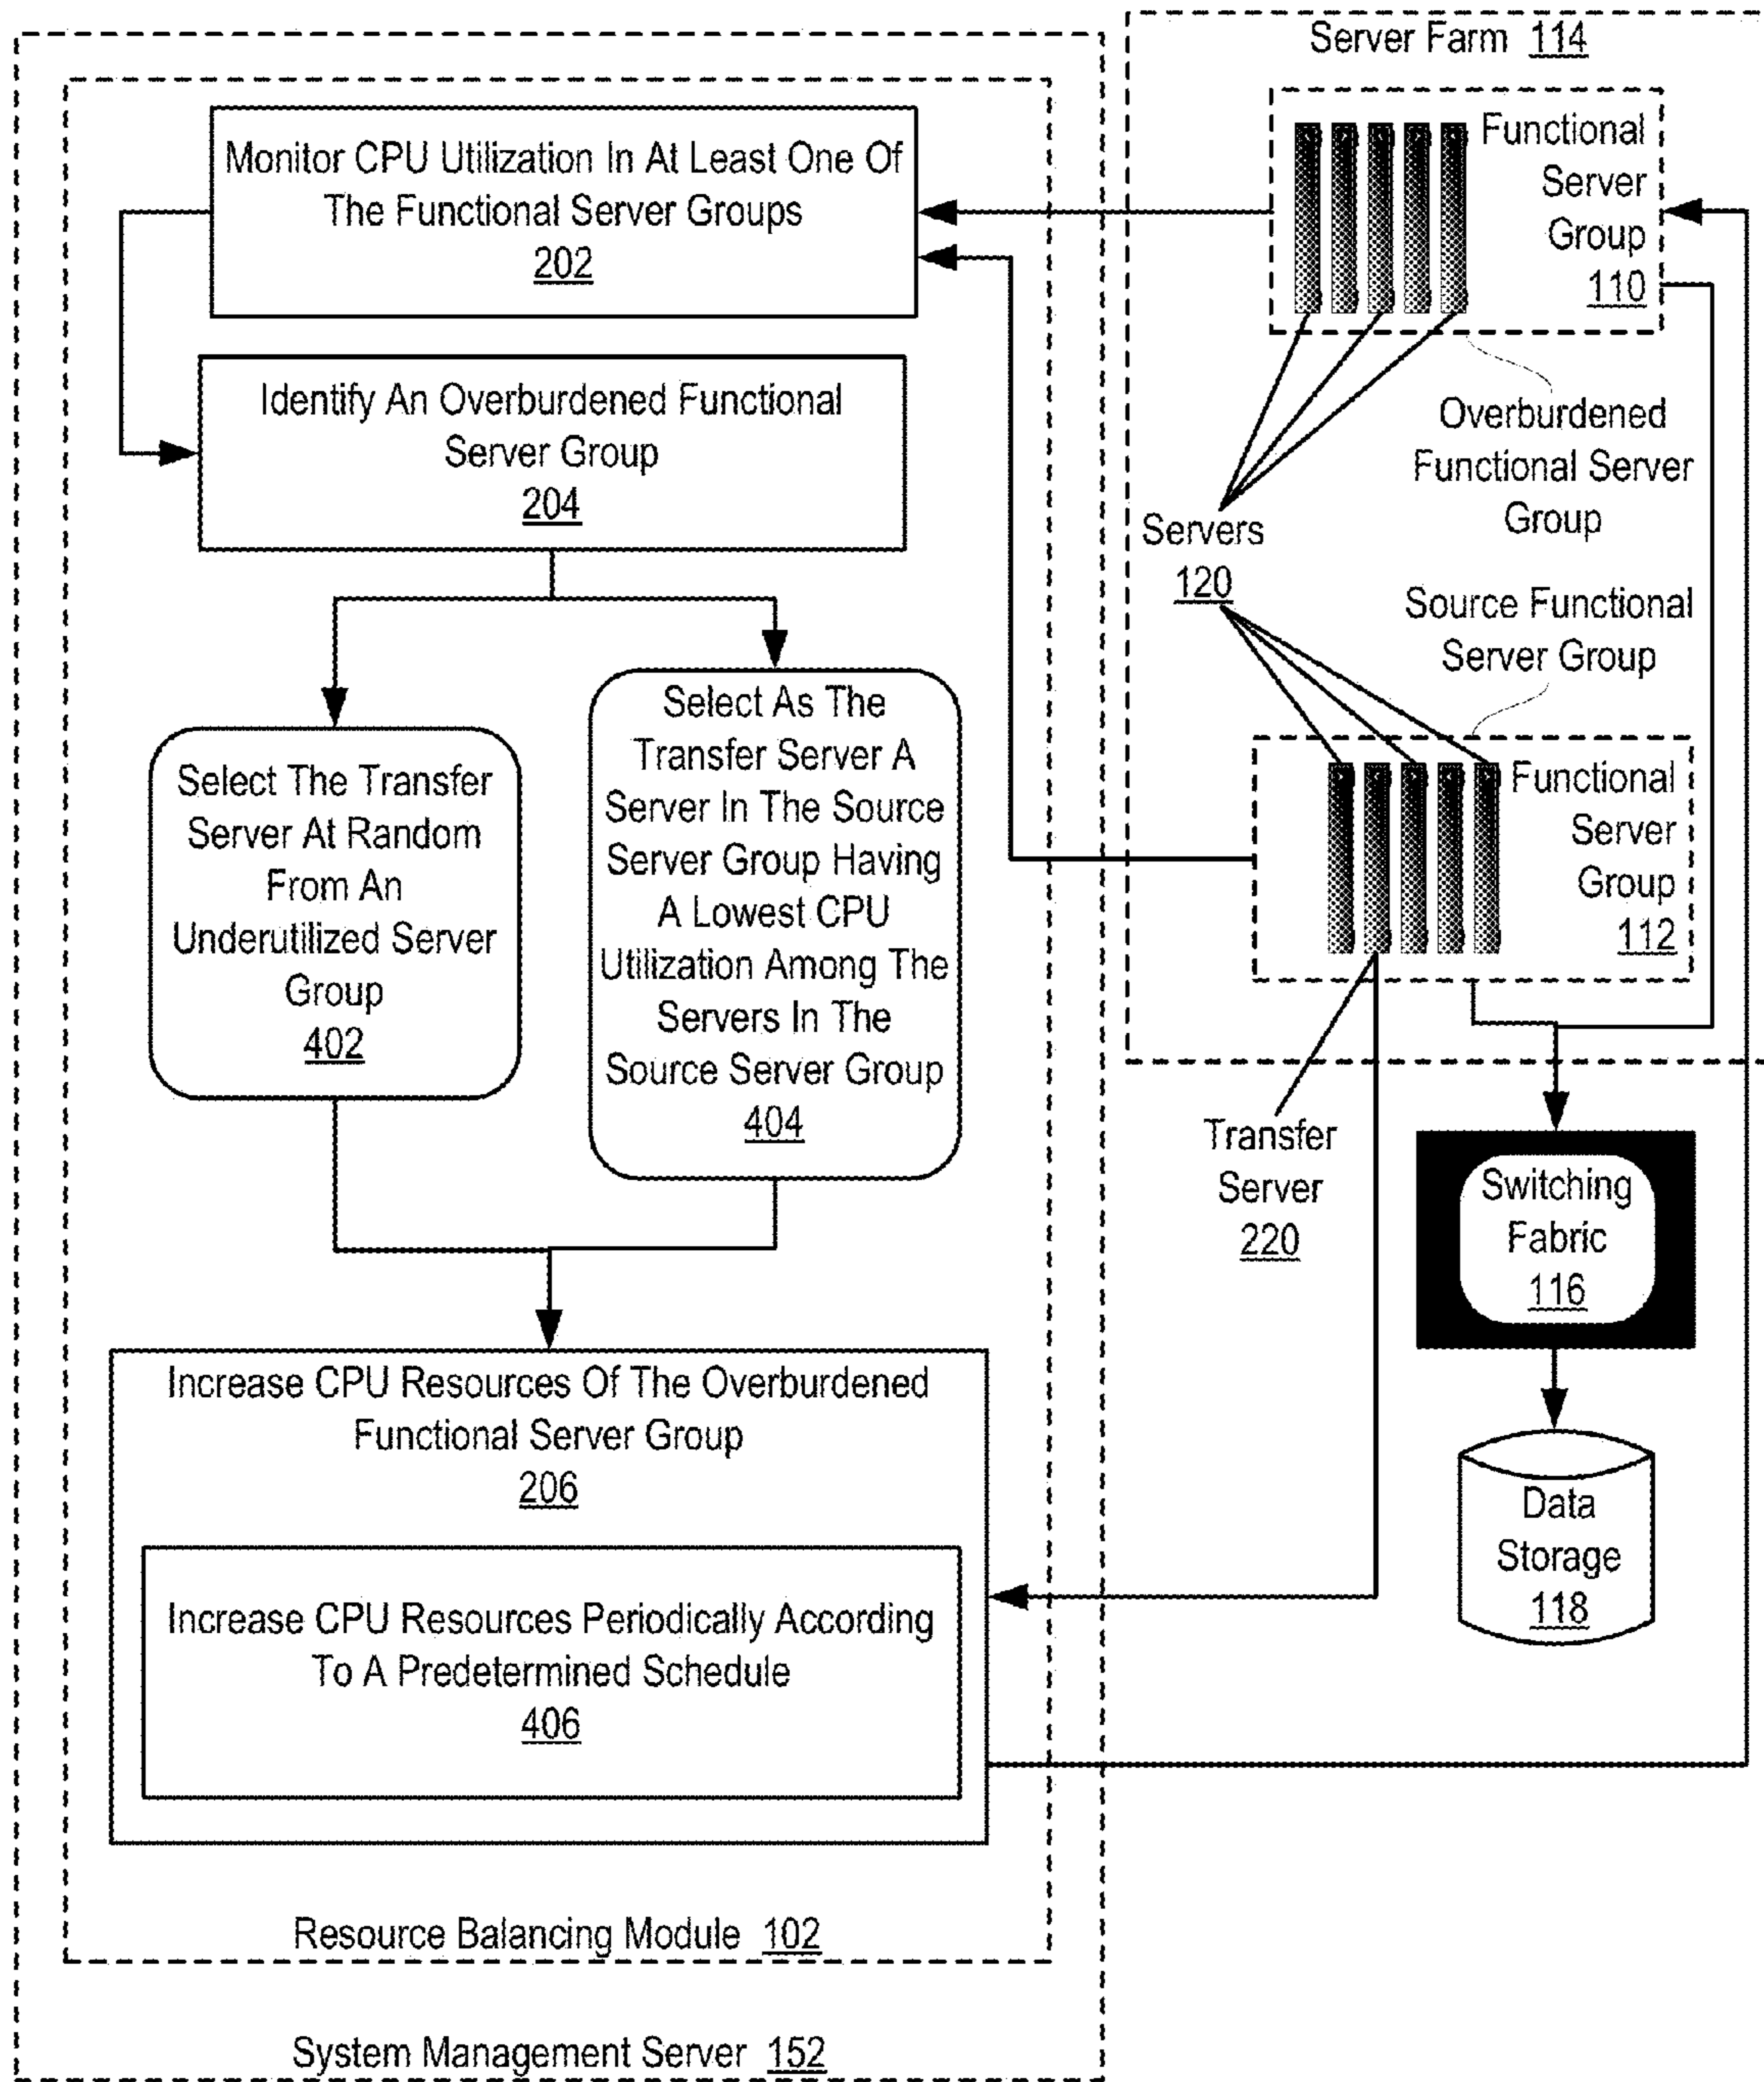 Server Farm 114
Monitor CPU Utilization In At Least One Of
The Functional Server Groups
202
Identify An Overburdened Functional
Server Group
204
Select The Transfer
Server At Random
From An
Underutilized Server
Group
402
Select As The
Transfer Server A
Server In The Source
Server Group Having
A Lowest CPU
Utilization Among The
Servers In The
Source Server Group
404
Increase CPU Resources Of The Overburdened
Functional Server Group
206
Increase CPU Resources Periodically According
To A Predetermined Schedule
406
Resource Balancing Module 102
System Management Server 152
Functional
Server
Group
110
Overburdened
Functional Server
Group
Servers
120
Source Functional
Server Group
Functional
Server
Group
112
Transfer
Server
220
Switching
Fabric
116
Data
Storage
118